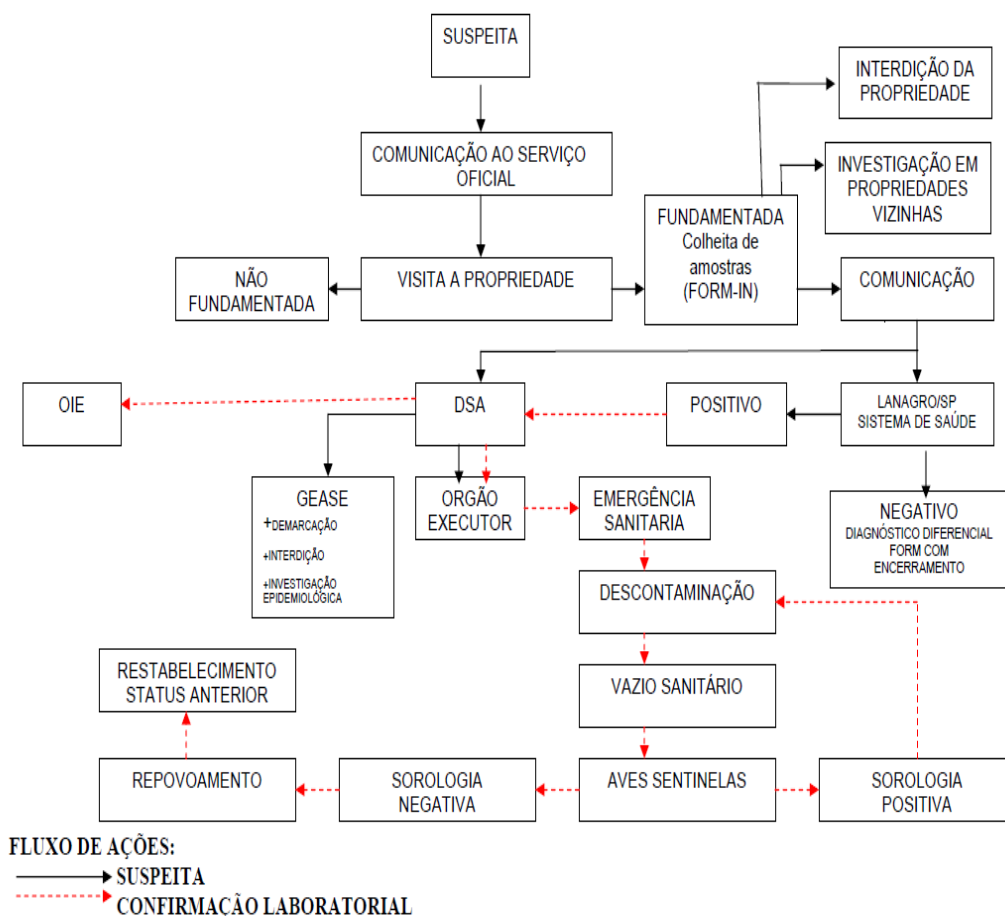 SUSPEITA
COMUNICAÇÃO AO SERVIÇO
OFICIAL
INTERDIÇÃO DA
PROPRIEDADE
INVESTIGAÇÃO EM
PROPRIEDADES
VIZINHAS
NÃO
FUNDAMENTADA
VISITA A PROPRIEDADE
FUNDAMENTADA
Colheita de
amostras
(FORM-IN)
COMUNICAÇÃO
OIE
DSA
POSITIVO
LANAGRO/SP
SISTEMA DE SAÚDE
GEASE
+DEMARCAÇÃO
+INTERDIÇÃO
+INVESTIGAÇÃO
EPIDEMIOLÓGICA
ORGÃO
EXECUTOR
EMERGÊNCIA
SANITARIA
NEGATIVO
DIAGNÓSTICO DIFERENCIAL
FORM COM
ENCERRAMENTO
DESCONTAMINAÇÃO
VAZIO SANITÁRIO
RESTABELECIMENTO
STATUS ANTERIOR
REPOVOAMENTO
SOROLOGIA
NEGATIVA
AVES SENTINELAS
SOROLOGIA
POSITIVA
FLUXO DE AÇÕES:
SUSPEITA
CONFIRMAÇÃO LABORATORIAL